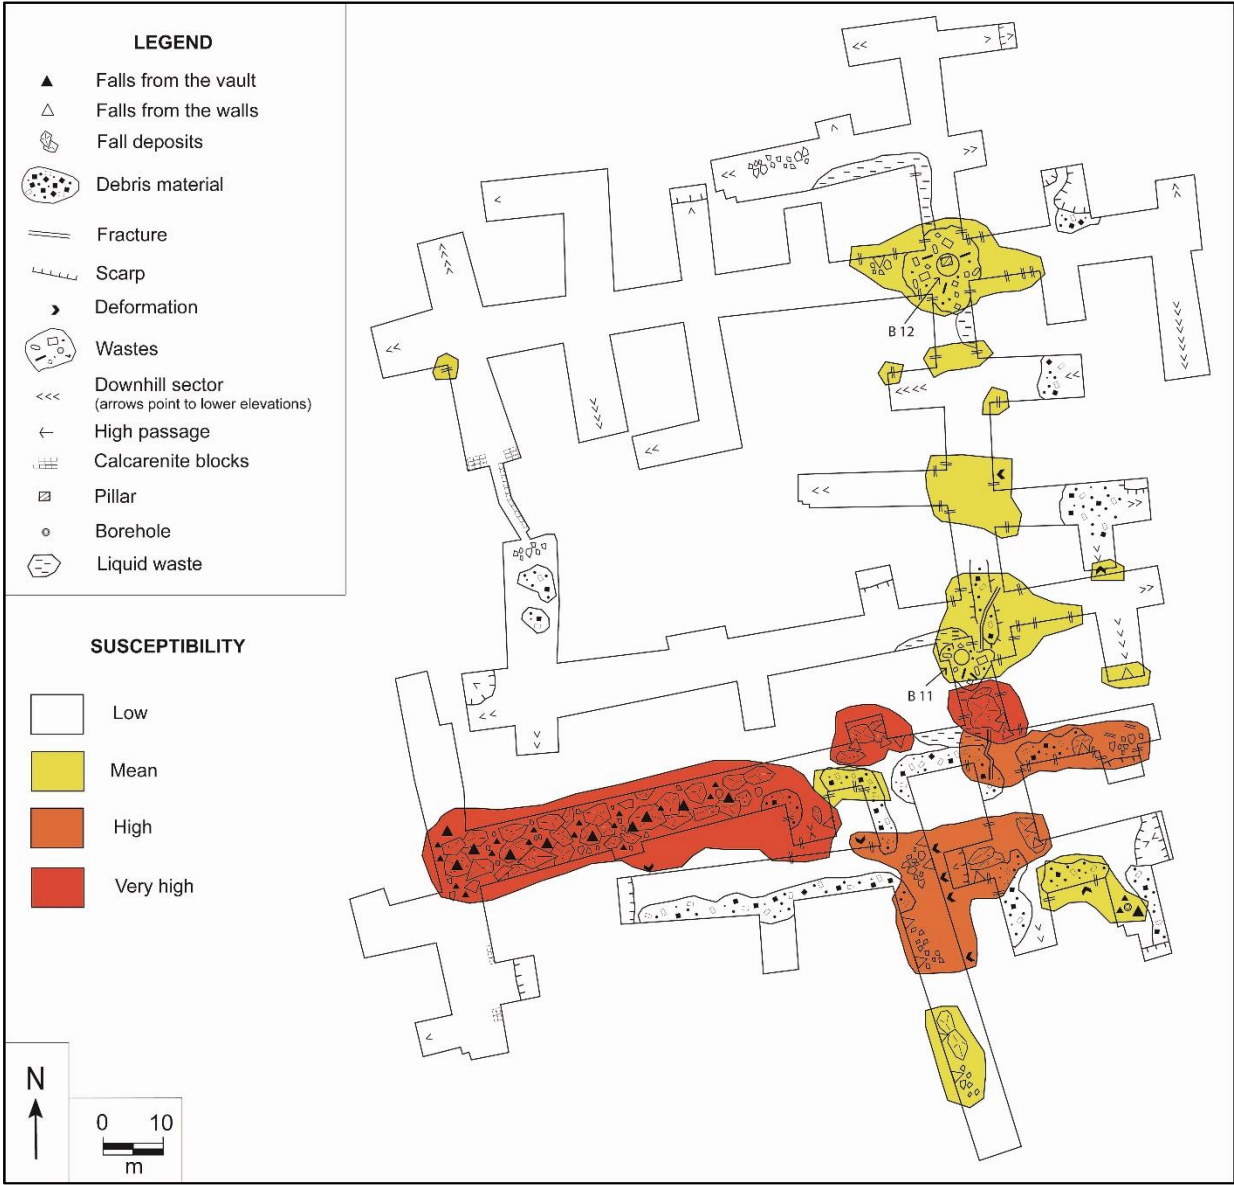 LEGEND
Falls from the vault
Falls from the walls
Fall deposits
Debris material
Fracture
Scarp
Deformation
Wastes
Downhill sector
(arrows point to lower elevations)
High passage
Calcarenite blocks
Pillar
Borehole
Liquid waste
SUSCEPTIBILITY
Low
Mean
High
Very high
N
0 10
m
B 12
B 11